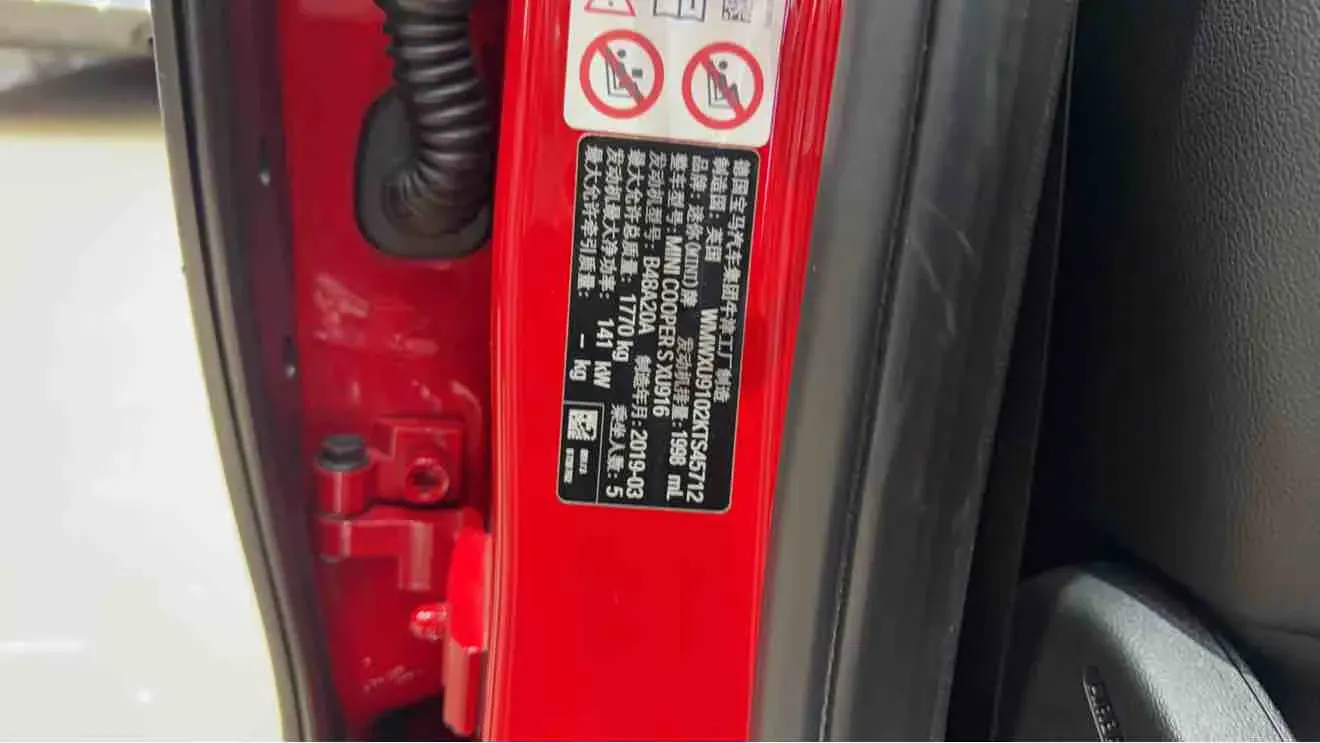 德国宝马汽车集团牛津工厂 制造
制造国：英国 WMWXU9102KTS45712
品牌：迷你(MINI)牌 发动机排量：1998 mL
整车型号：MINI COOPER S XU916
发动机型号：B48A20A 制造年月：2019-03
最大允许总质量：1770 kg 乘坐人数：5
发动机最大净功率：141 kW
最大允许牵引质量：– kg